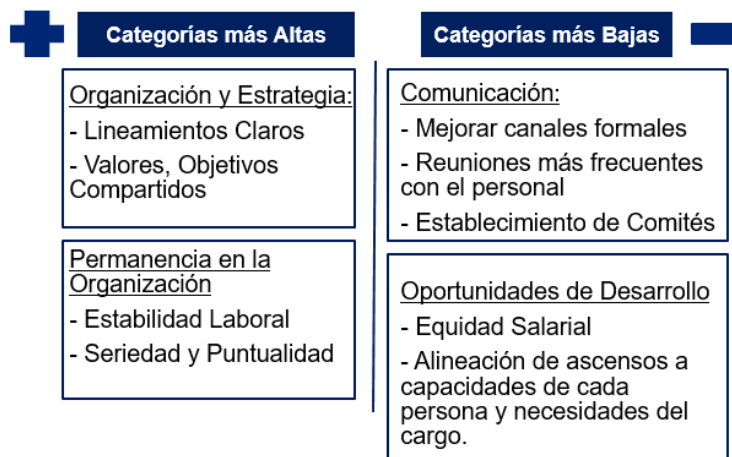 Categorías más Altas
Organización y Estrategia:
- Lineamientos Claros
- Valores, Objetivos
Compartidos
Permanencia en la
Organización
- Estabilidad Laboral
- Seriedad y Puntualidad
Categorías más Bajas
Comunicación:
- Mejorar canales formales
- Reuniones más frecuentes
con el personal
- Establecimiento de Comités
Oportunidades de Desarrollo
- Equidad Salarial
- Alineación de ascensos a
capacidades de cada
persona y necesidades del
cargo.